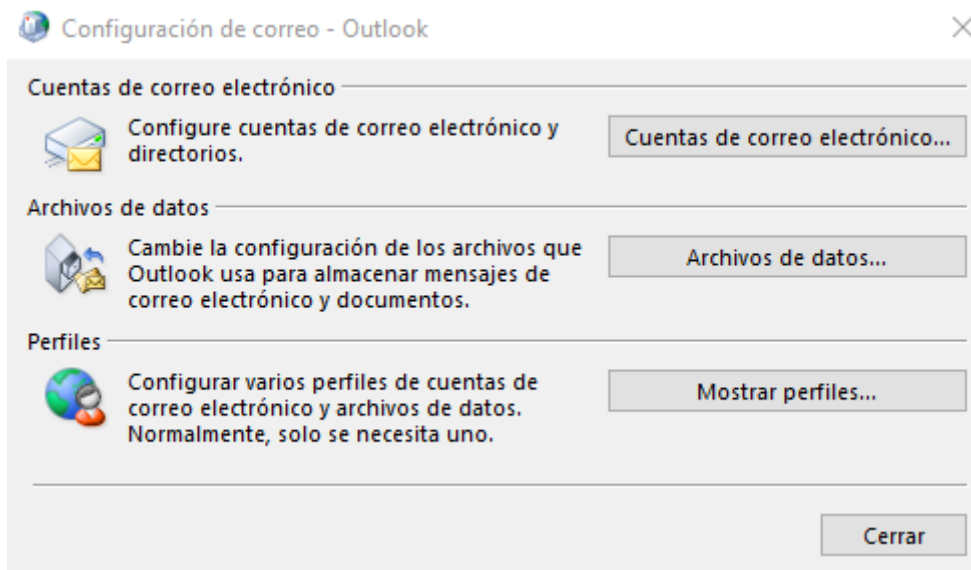 Configuración de correo - Outlook
Cuentas de correo electrónico
Configure cuentas de correo electrónico y
directorios.
Cuentas de correo electrónico...
Archivos de datos
Cambie la configuración de los archivos que
Outlook usa para almacenar mensajes de
correo electrónico y documentos.
Archivos de datos...
Perfiles
Configurar varios perfiles de cuentas de
correo electrónico y archivos de datos.
Normalmente, solo se necesita uno.
Mostrar perfiles...
Cerrar